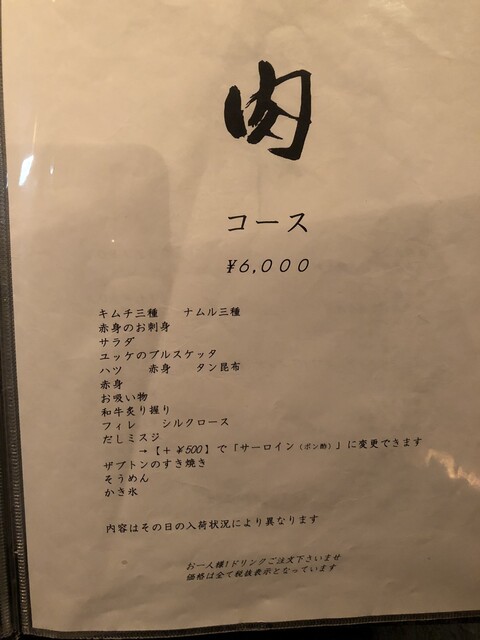 肉
コース
¥6,000
キムチ三種　ナムル三種
赤身のお刺身
サラダ
ユッケのブルスケッタ
ハツ　赤身　タン昆布
赤身
お吸い物
和牛炙り握り
フィレ　シルクロース
だしミスジ
→【+ ¥500】で「サーロイン(ポン酢)」に変更できます
ザブトンのすき焼き
そうめん
かき氷
内容はその日の入荷状況により異なります
お一人様1ドリンクご注文下さいませ
価格は全て税抜表示となっています